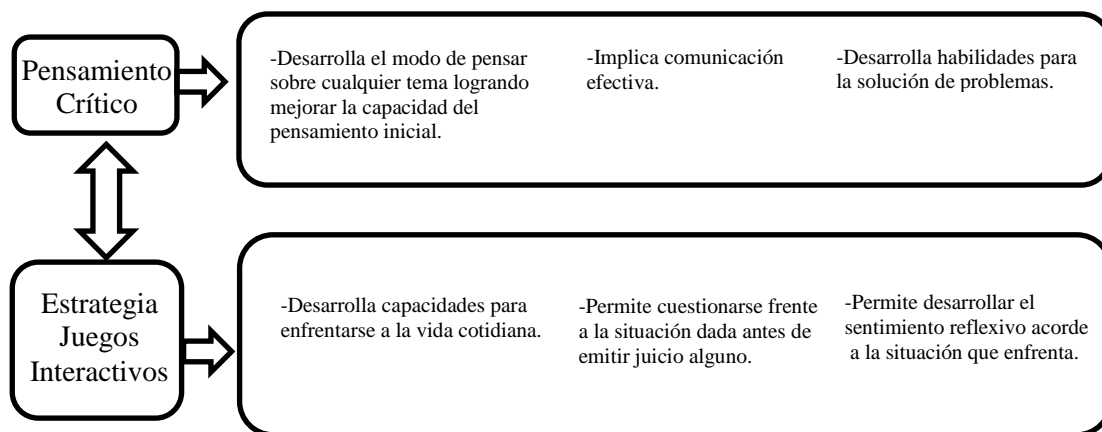 Pensamiento
Crítico
-Desarrolla el modo de pensar
sobre cualquier tema logrando
mejorar la capacidad del
pensamiento inicial.
-Implica comunicación
efectiva.
-Desarrolla habilidades para
la solución de problemas.
Estrategia
Juegos
Interactivos
-Desarrolla capacidades para
enfrentarse a la vida cotidiana.
-Permite cuestionarse frente
a la situación dada antes de
emitir juicio alguno.
-Permite desarrollar el
sentimiento reflexivo acorde
a la situación que enfrenta.